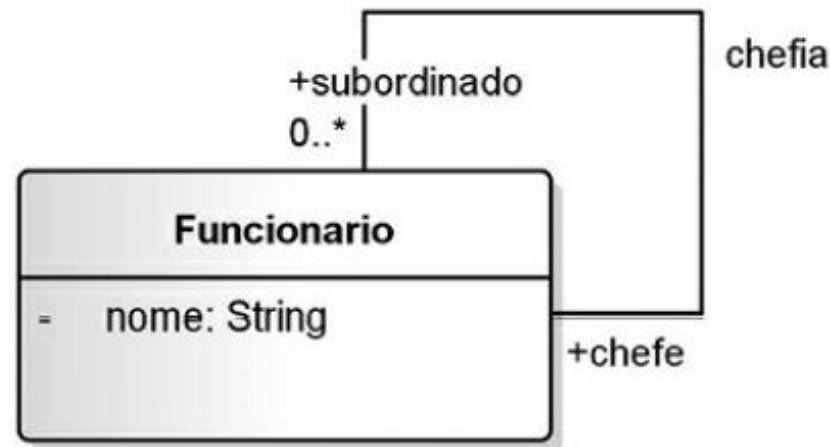 chefia
+subordinado
0..*
Funcionario
- nome: String
+chefe